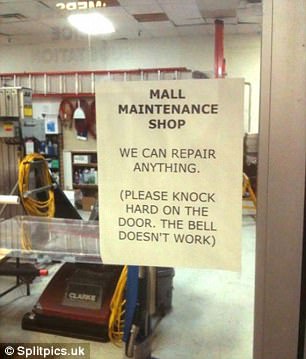 MALL
MAINTENANCE
SHOP
WE CAN REPAIR
ANYTHING.
(PLEASE KNOCK
HARD ON THE
DOOR. THE BELL
DOESN'T WORK)
CLARKE
© Splitpics.uk